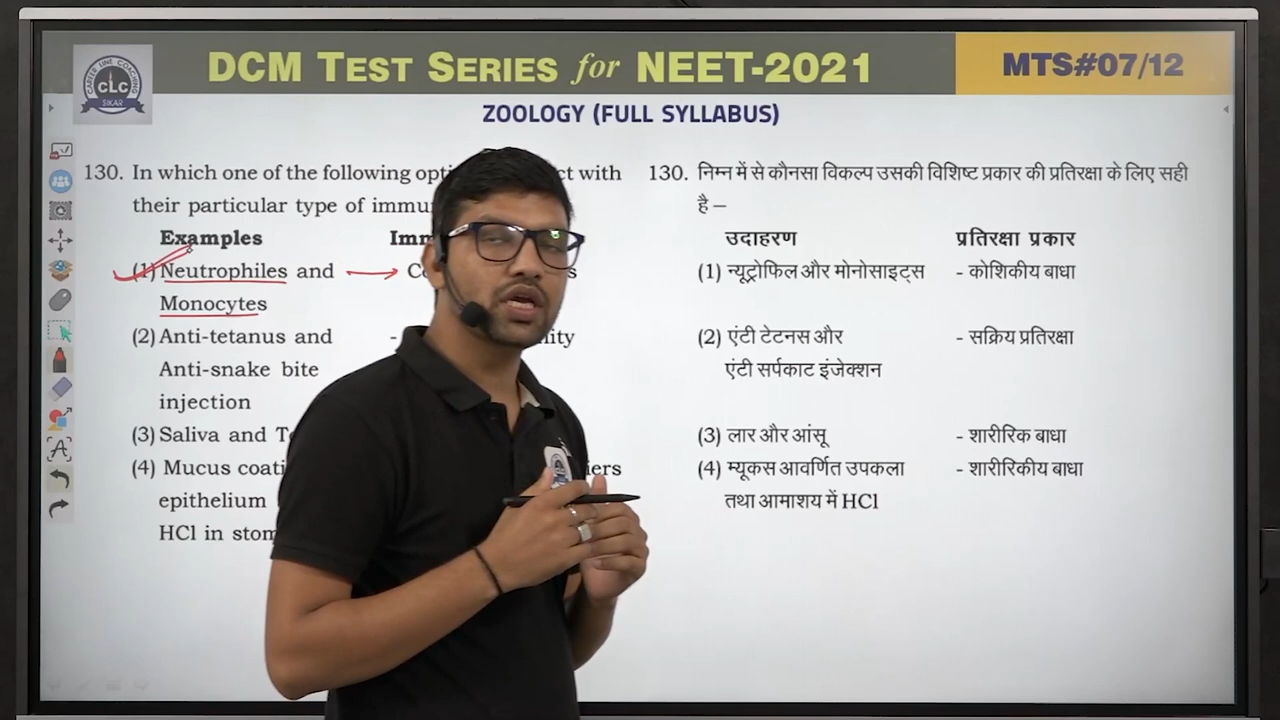 DCM TEST SERIES for NEET-2021
MTS#07/12
CAREER LINE COACHING
CLC
SIKAR
ZOOLOGY (FULL SYLLABUS)
130. In which one of the following with
their particular type of
Examples
(1) Neutrophiles and
Monocytes
(2) Anti-tetanus and -
Anti-snake bite
injection
(3) Saliva and
(4) Mucus
epithelium
HCl in
130. निम्न में से कौनसा विकल्प उसकी विशिष्ट प्रकार की प्रतिरक्षा के लिए सही
है –
उदाहरण प्रतिरक्षा प्रकार
(1) न्यूट्रोफिल और मोनोसाइट्स - कोशिकीय बाधा
(2) एंटी टेटनस और - सक्रिय प्रतिरक्षा
एंटी सर्पकाट इंजेक्शन
(3) लार और आंसू - शारीरिक बाधा
(4) म्यूकस आवर्णित उपकला - शारीरिकीय बाधा
तथा आमाशय में HCl